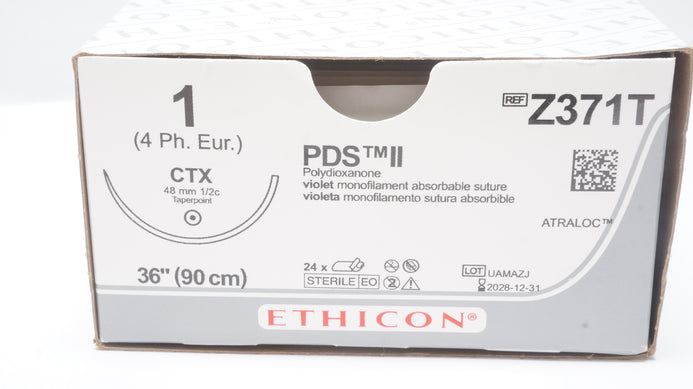 1
(4 Ph. Eur.)
CTX
48 mm 1/2c
Taperpoint
36" (90 cm)
PDS™II
Polydioxanone
violet monofilament absorbable suture
violeta monofilamento sutura absorbible
24 x
STERILE EO
REF Z371T
ATRALOC™
LOT UAMAZJ
2028-12-31
ETHICON®